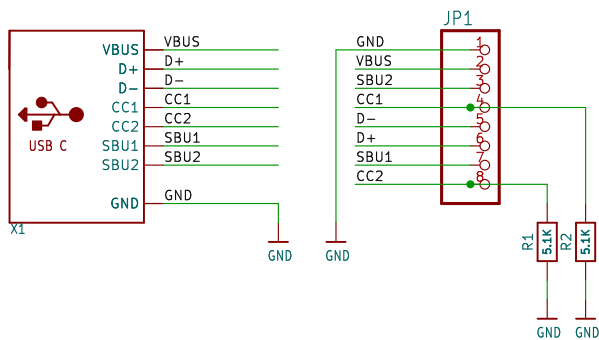 JP1
VBUS VBUS
D+ D+
D− D−
CC1 CC1
CC2 CC2
SBU1 SBU1
SBU2 SBU2
USB C
GND GND
X1
GND
GND 1
VBUS 2
SBU2 3
CC1 4
D− 5
D+ 6
SBU1 7
CC2 8
GND
R1 5.1K
R2 5.1K
GND
GND